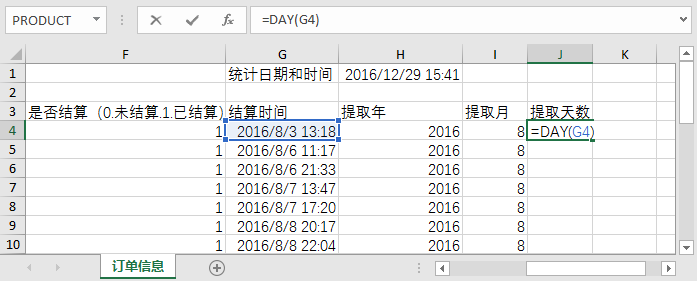 PRODUCT =DAY(G4)
F G H I J K
1 统计日期和时间 2016/12/29 15:41
2
3 是否结算（0.未结算.1.已结算） 结算时间 提取年 提取月 提取天数
4 1 2016/8/3 13:18 2016 8 =DAY(G4)
5 1 2016/8/6 11:17 2016 8
6 1 2016/8/6 21:33 2016 8
7 1 2016/8/7 13:47 2016 8
8 1 2016/8/7 17:20 2016 8
9 1 2016/8/8 20:17 2016 8
10 1 2016/8/8 22:04 2016 8
订单信息